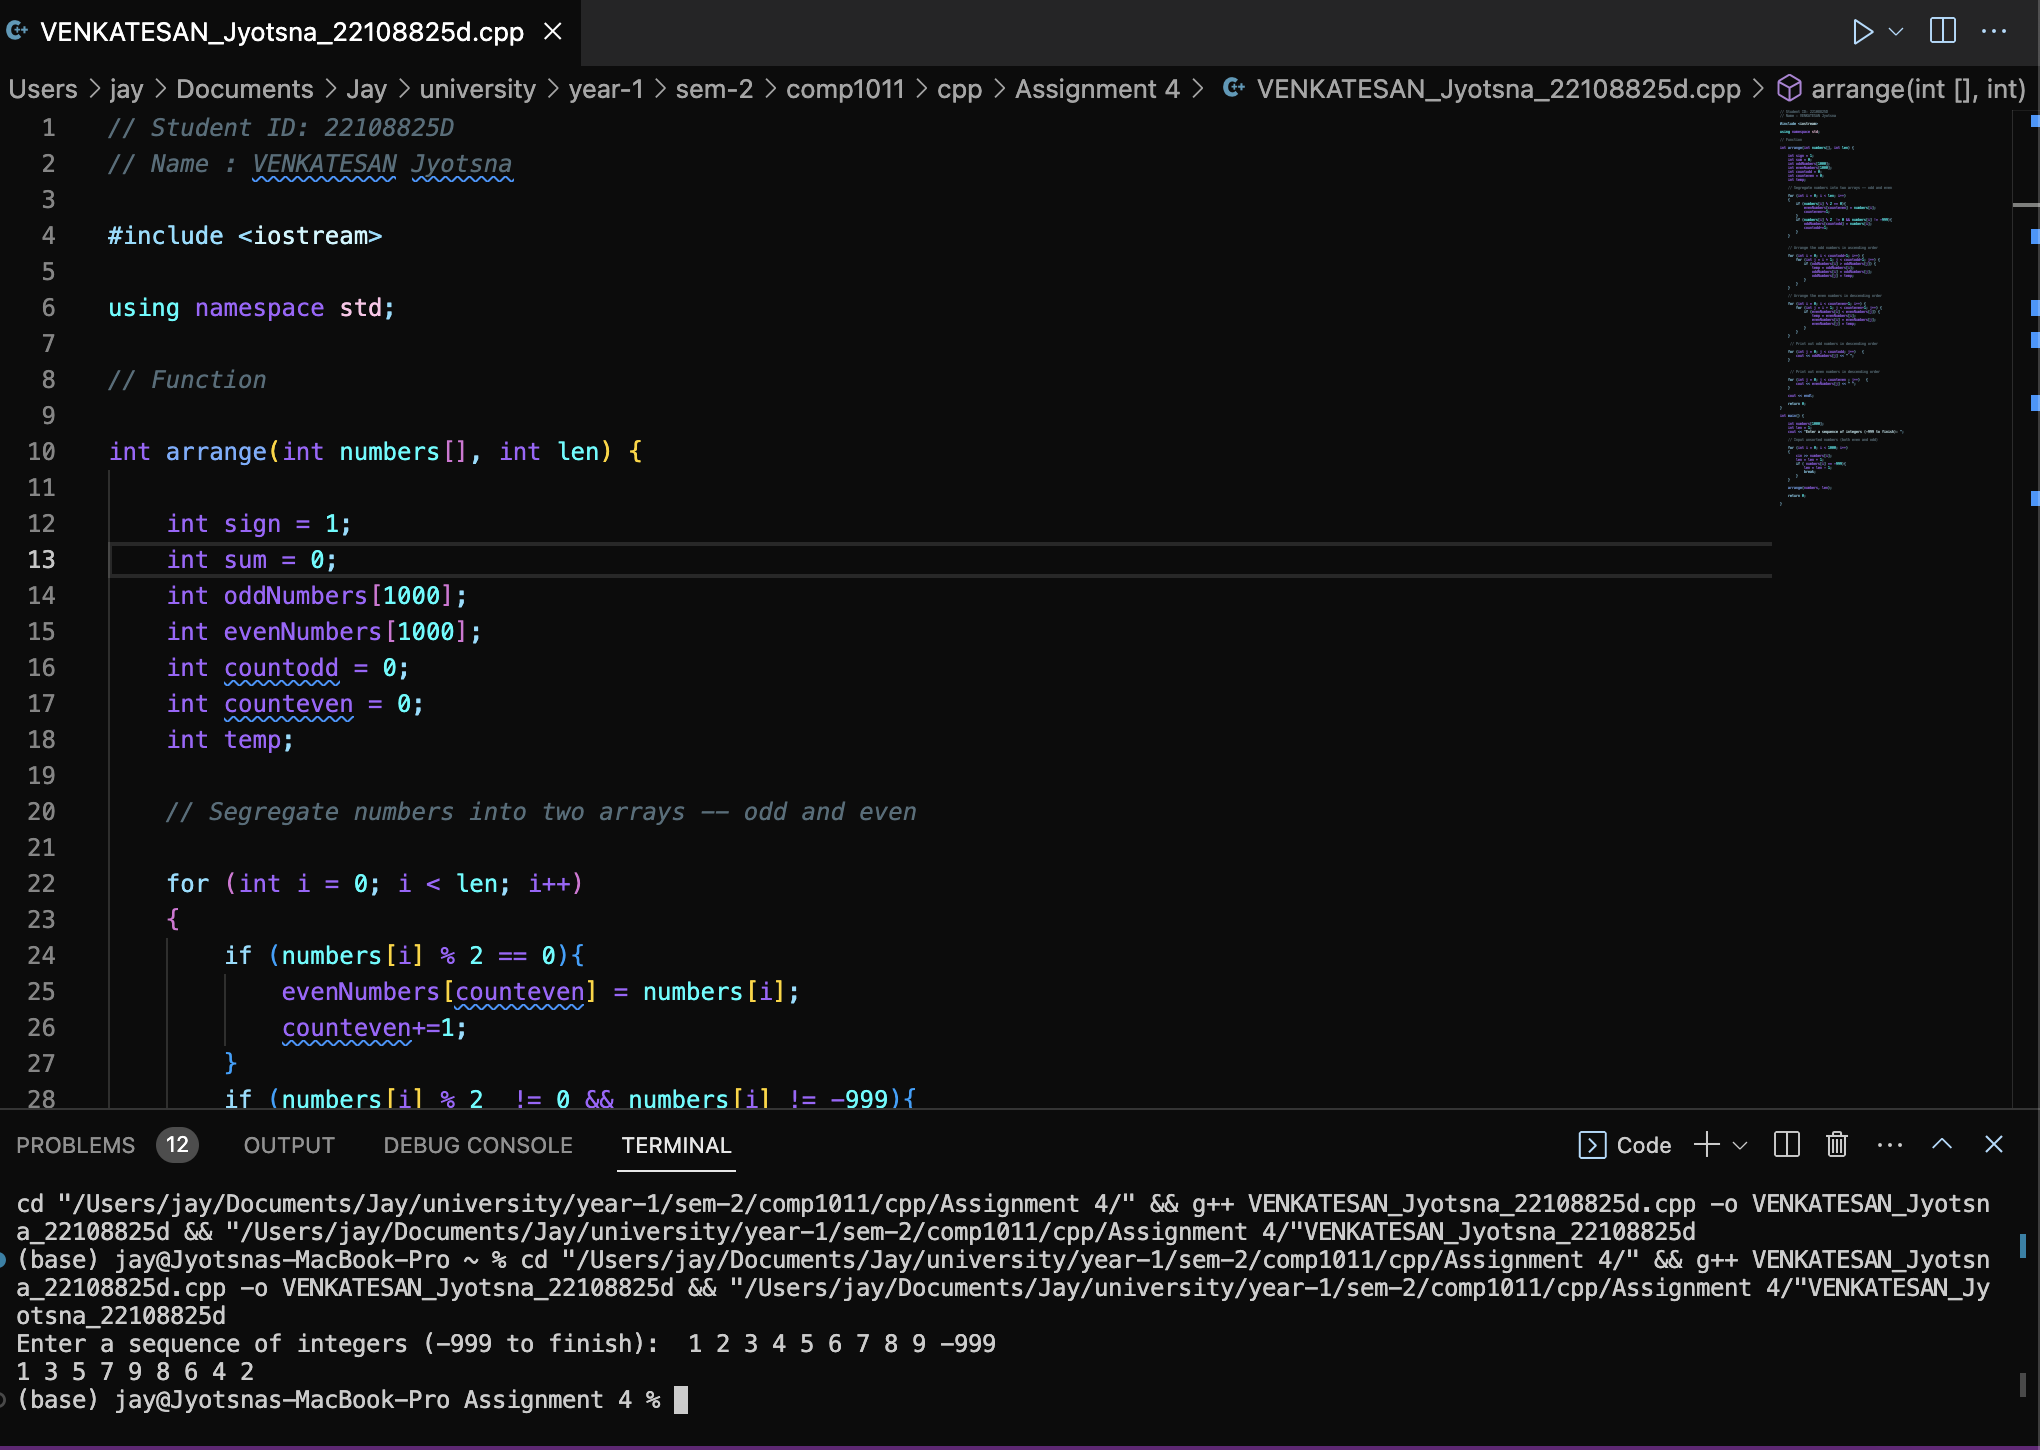 VENKATESAN_Jyotsna_22108825d.cpp
Users > jay > Documents > Jay > university > year-1 > sem-2 > comp1011 > cpp > Assignment 4 > VENKATESAN_Jyotsna_22108825d.cpp > arrange(int [], int)
1 // Student ID: 22108825D
2 // Name : VENKATESAN Jyotsna
3
4 #include <iostream>
5
6 using namespace std;
7
8 // Function
9
10 int arrange(int numbers[], int len) {
11
12 int sign = 1;
13 int sum = 0;
14 int oddNumbers[1000];
15 int evenNumbers[1000];
16 int countodd = 0;
17 int counteven = 0;
18 int temp;
19
20 // Segregate numbers into two arrays -- odd and even
21
22 for (int i = 0; i < len; i++)
23 {
24 if (numbers[i] % 2 == 0){
25 evenNumbers[counteven] = numbers[i];
26 counteven+=1;
27 }
28 if (numbers[i] % 2  != 0 && numbers[i] != -999){
PROBLEMS 12 OUTPUT DEBUG CONSOLE TERMINAL Code
cd "/Users/jay/Documents/Jay/university/year-1/sem-2/comp1011/cpp/Assignment 4/" && g++ VENKATESAN_Jyotsna_22108825d.cpp -o VENKATESAN_Jyotsn
a_22108825d && "/Users/jay/Documents/Jay/university/year-1/sem-2/comp1011/cpp/Assignment 4/"VENKATESAN_Jyotsna_22108825d
(base) jay@Jyotsnas-MacBook-Pro ~ % cd "/Users/jay/Documents/Jay/university/year-1/sem-2/comp1011/cpp/Assignment 4/" && g++ VENKATESAN_Jyotsn
a_22108825d.cpp -o VENKATESAN_Jyotsna_22108825d && "/Users/jay/Documents/Jay/university/year-1/sem-2/comp1011/cpp/Assignment 4/"VENKATESAN_Jy
otsna_22108825d
Enter a sequence of integers (-999 to finish):  1 2 3 4 5 6 7 8 9 -999
1 3 5 7 9 8 6 4 2
(base) jay@Jyotsnas-MacBook-Pro Assignment 4 %